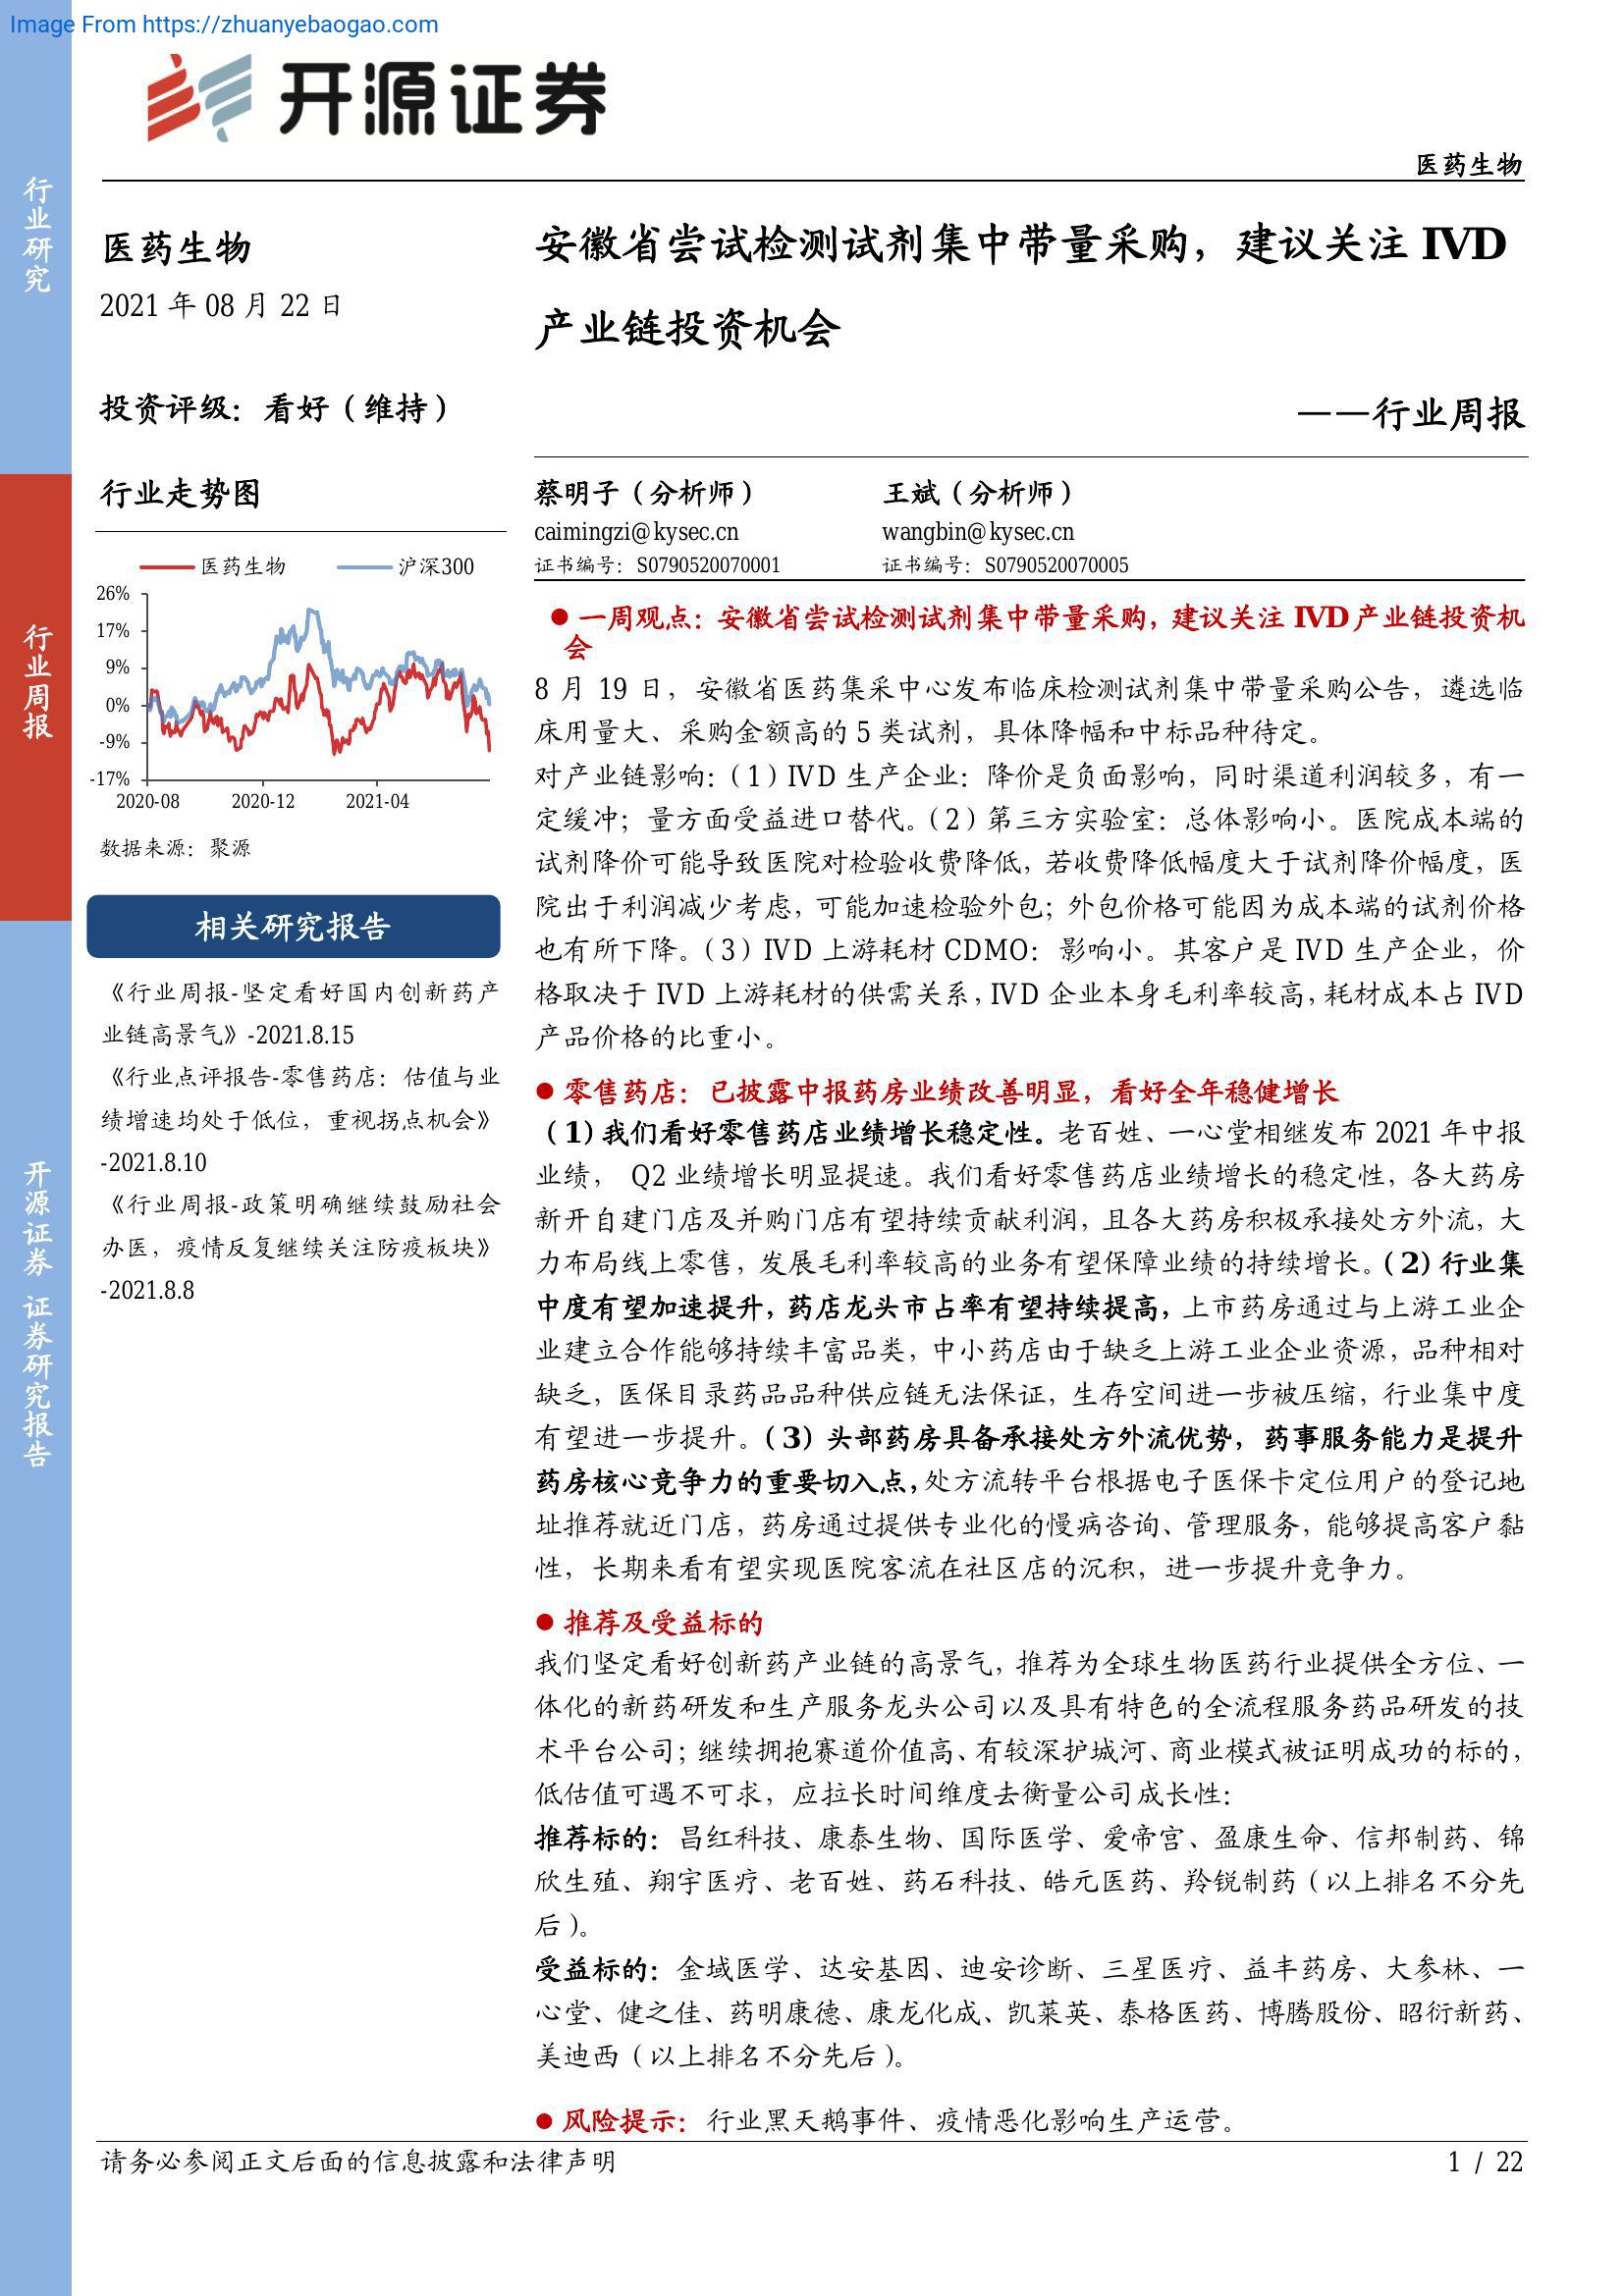 Image From https://zhuanyebaogao.com
开源证券
医药生物
行业研究
行业周报
开源证券 证券研究报告
医药生物
2021 年 08 月 22 日
投资评级：看好（维持）
行业走势图
医药生物 沪深300
26%
17%
9%
0%
-9%
-17%
2020-08 2020-12 2021-04
数据来源：聚源
相关研究报告
《行业周报-坚定看好国内创新药产
业链高景气》-2021.8.15
《行业点评报告-零售药店：估值与业
绩增速均处于低位，重视拐点机会》
-2021.8.10
《行业周报-政策明确继续鼓励社会
办医，疫情反复继续关注防疫板块》
-2021.8.8
安徽省尝试检测试剂集中带量采购，建议关注 IVD
产业链投资机会
——行业周报
蔡明子（分析师） 王斌（分析师）
caimingzi@kysec.cn wangbin@kysec.cn
证书编号：S0790520070001 证书编号：S0790520070005
● 一周观点：安徽省尝试检测试剂集中带量采购，建议关注 IVD 产业链投资机
会
8 月 19 日，安徽省医药集采中心发布临床检测试剂集中带量采购公告，遴选临
床用量大、采购金额高的 5 类试剂，具体降幅和中标品种待定。
对产业链影响：（1）IVD 生产企业：降价是负面影响，同时渠道利润较多，有一
定缓冲；量方面受益进口替代。（2）第三方实验室：总体影响小。医院成本端的
试剂降价可能导致医院对检验收费降低，若收费降低幅度大于试剂降价幅度，医
院出于利润减少考虑，可能加速检验外包；外包价格可能因为成本端的试剂价格
也有所下降。（3）IVD 上游耗材 CDMO：影响小。其客户是 IVD 生产企业，价
格取决于 IVD 上游耗材的供需关系，IVD 企业本身毛利率较高，耗材成本占 IVD
产品价格的比重小。
● 零售药店：已披露中报药房业绩改善明显，看好全年稳健增长
（1）我们看好零售药店业绩增长稳定性。老百姓、一心堂相继发布 2021 年中报
业绩， Q2 业绩增长明显提速。我们看好零售药店业绩增长的稳定性，各大药房
新开自建门店及并购门店有望持续贡献利润，且各大药房积极承接处方外流，大
力布局线上零售，发展毛利率较高的业务有望保障业绩的持续增长。（2）行业集
中度有望加速提升，药店龙头市占率有望持续提高，上市药房通过与上游工业企
业建立合作能够持续丰富品类，中小药店由于缺乏上游工业企业资源，品种相对
缺乏，医保目录药品品种供应链无法保证，生存空间进一步被压缩，行业集中度
有望进一步提升。（3）头部药房具备承接处方外流优势，药事服务能力是提升
药房核心竞争力的重要切入点，处方流转平台根据电子医保卡定位用户的登记地
址推荐就近门店，药房通过提供专业化的慢病咨询、管理服务，能够提高客户黏
性，长期来看有望实现医院客流在社区店的沉积，进一步提升竞争力。
● 推荐及受益标的
我们坚定看好创新药产业链的高景气，推荐为全球生物医药行业提供全方位、一
体化的新药研发和生产服务龙头公司以及具有特色的全流程服务药品研发的技
术平台公司；继续拥抱赛道价值高、有较深护城河、商业模式被证明成功的标的，
低估值可遇不可求，应拉长时间维度去衡量公司成长性：
推荐标的：昌红科技、康泰生物、国际医学、爱帝宫、盈康生命、信邦制药、锦
欣生殖、翔宇医疗、老百姓、药石科技、皓元医药、羚锐制药（以上排名不分先
后）。
受益标的：金域医学、达安基因、迪安诊断、三星医疗、益丰药房、大参林、一
心堂、健之佳、药明康德、康龙化成、凯莱英、泰格医药、博腾股份、昭衍新药、
美迪西（以上排名不分先后）。
● 风险提示：行业黑天鹅事件、疫情恶化影响生产运营。
请务必参阅正文后面的信息披露和法律声明 1 / 22